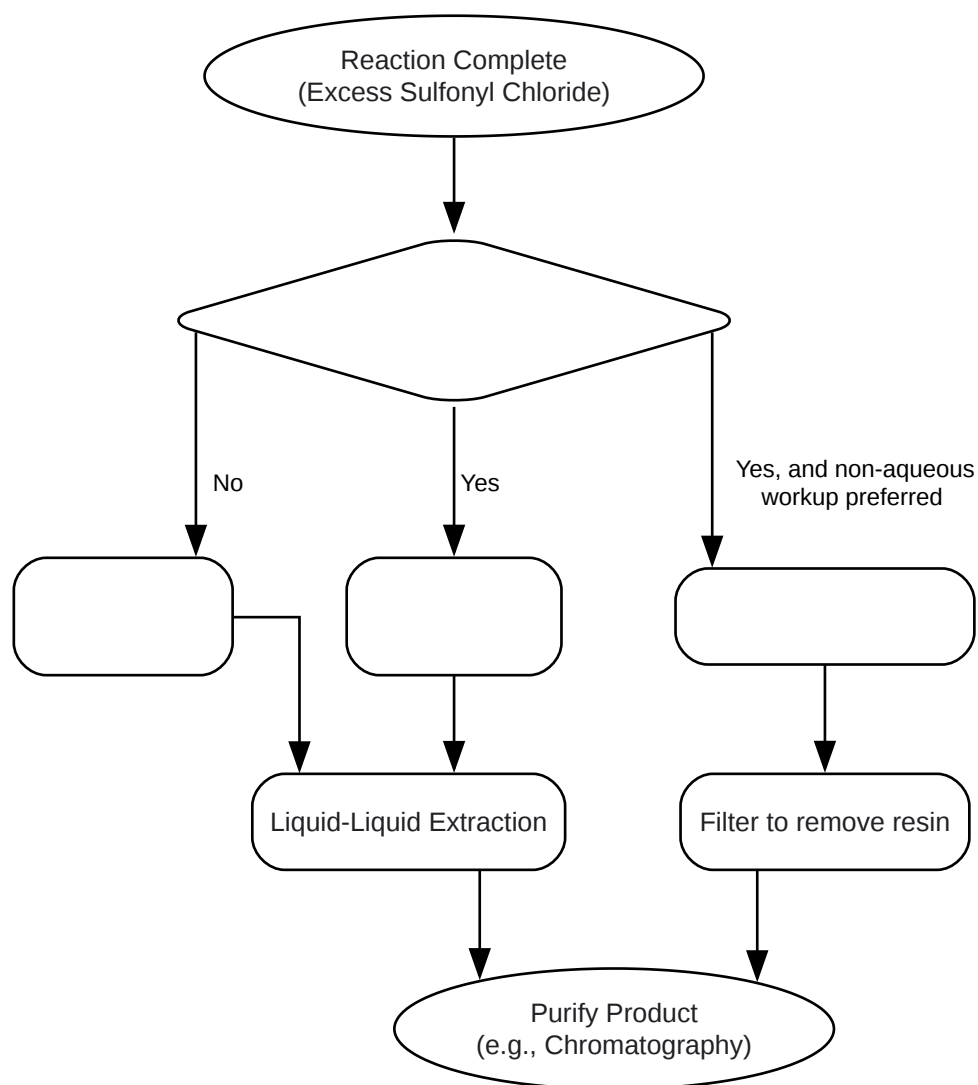 Reaction Complete
(Excess Sulfonyl Chloride)
No
Yes
Yes, and non-aqueous
workup preferred
Liquid-Liquid Extraction
Filter to remove resin
Purify Product
(e.g., Chromatography)